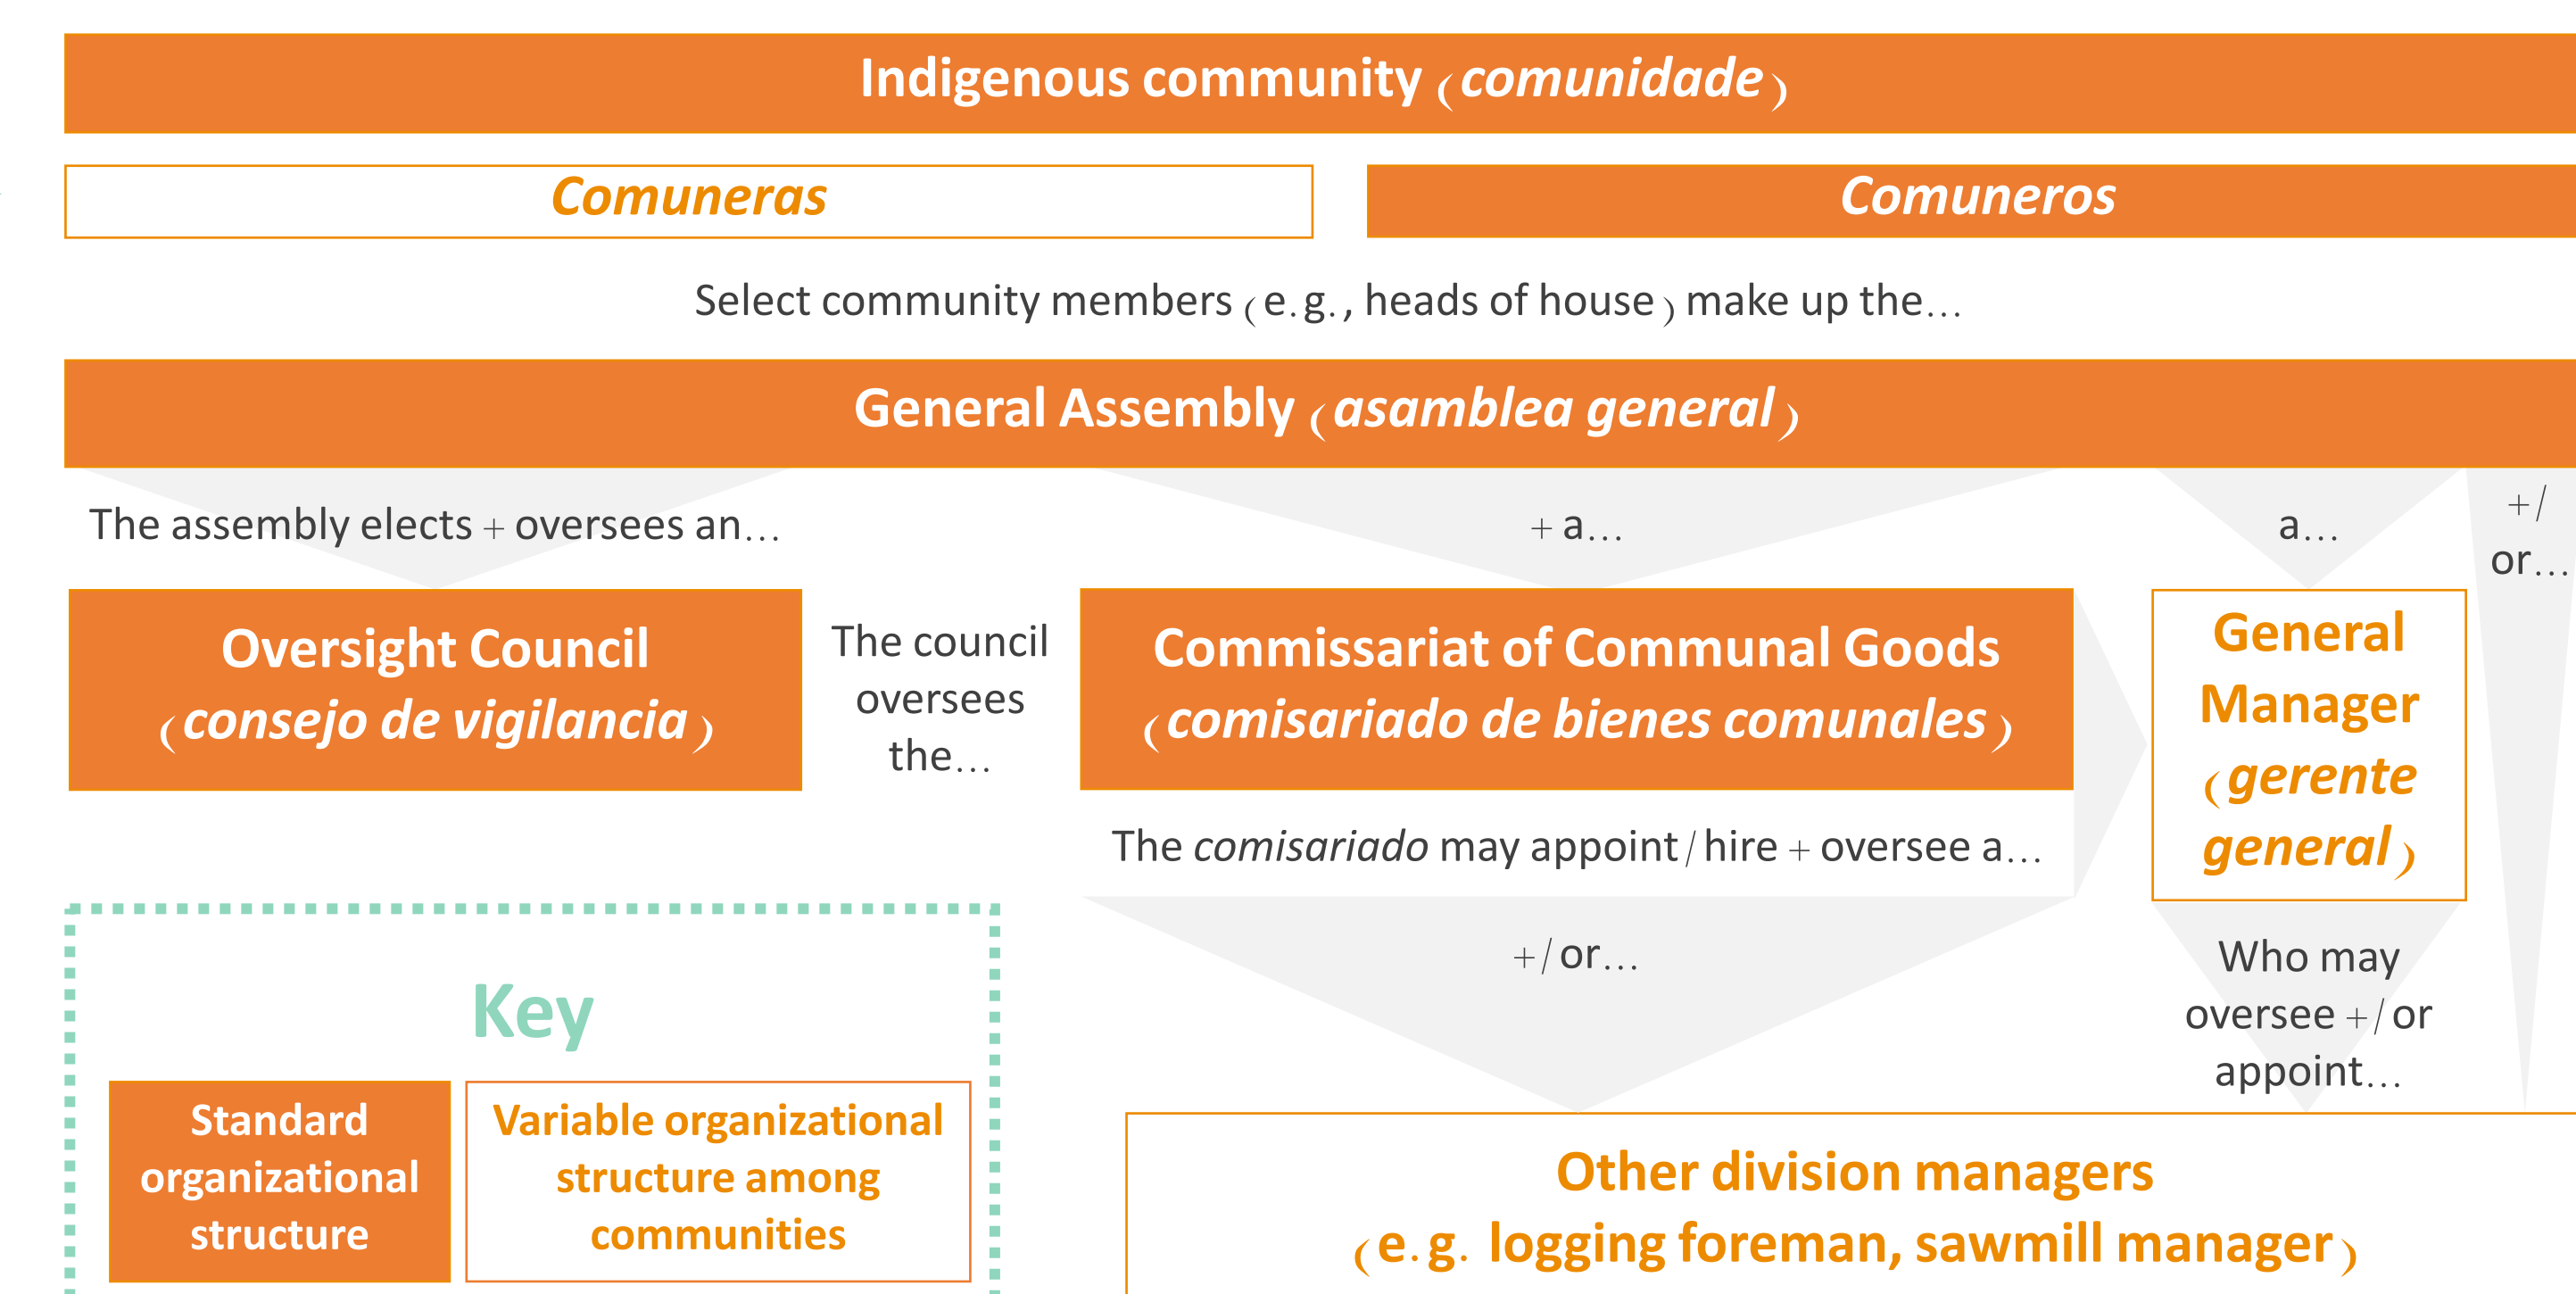 Indigenous community (comunidade)
Comuneras
Comuneros
Select community members (e.g., heads of house) make up the...
General Assembly (asamblea general)
The assembly elects + oversees an...
+ a...
a...
+/
or...
Oversight Council
(consejo de vigilancia)
The council
oversees
the...
Commissariat of Communal Goods
(comisariado de bienes comunales)
General
Manager
(gerente
general)
The comisariado may appoint/hire + oversee a...
+/or...
Who may
oversee +/or
appoint...
Key
Standard
organizational
structure
Variable organizational
structure among
communities
Other division managers
(e.g. logging foreman, sawmill manager)